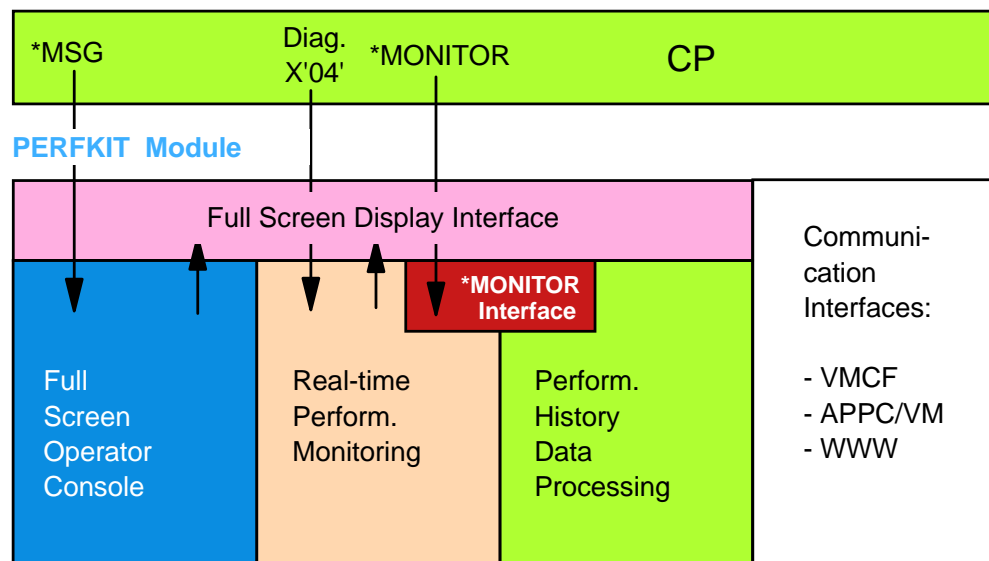 *MSG
Diag.
X'04'
*MONITOR
CP
PERFKIT Module
Full Screen Display Interface
*MONITOR
Interface
Full
Screen
Operator
Console
Real-time
Perform.
Monitoring
Perform.
History
Data
Processing
Communi-
cation
Interfaces:
- VMCF
- APPC/VM
- WWW